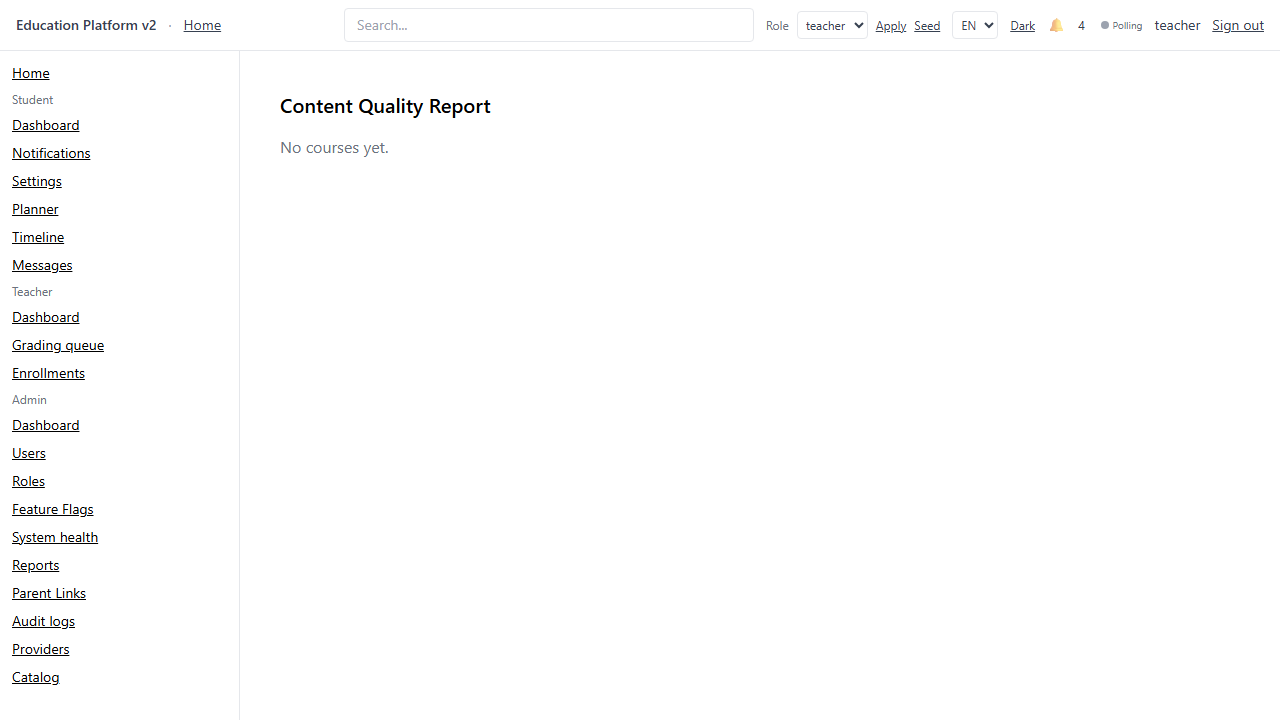 Education Platform v2 · Home Search... Role teacher Apply Seed EN Dark 🔔 4 Polling teacher Sign out
Home
Student
Dashboard
Notifications
Settings
Planner
Timeline
Messages
Teacher
Dashboard
Grading queue
Enrollments
Admin
Dashboard
Users
Roles
Feature Flags
System health
Reports
Parent Links
Audit logs
Providers
Catalog
Content Quality Report
No courses yet.